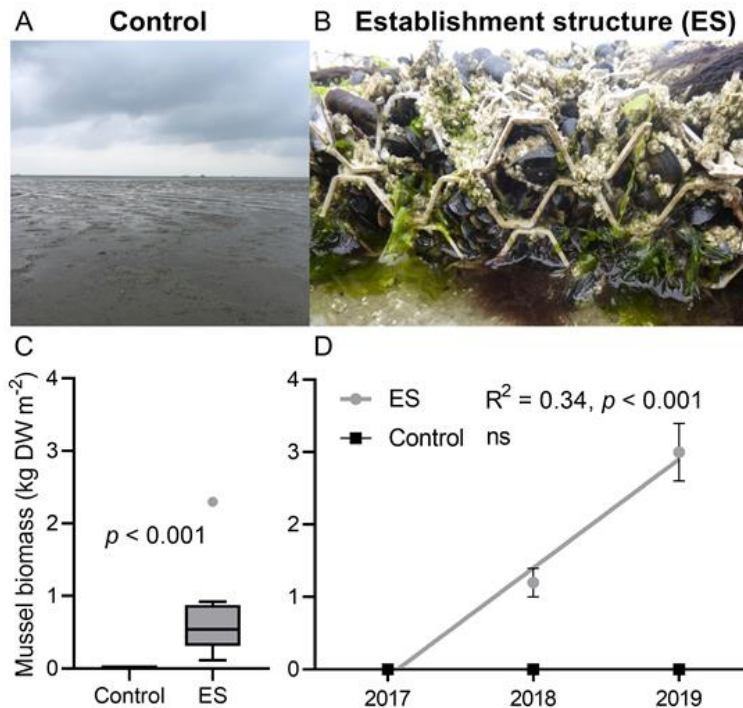 A Control
B Establishment structure (ES)
C
Mussel biomass (kg DW m⁻²)
4
3
2
1
0
p < 0.001
Control ES
D
4
3
2
1
0
ES R² = 0.34, p < 0.001
Control ns
2017 2018 2019